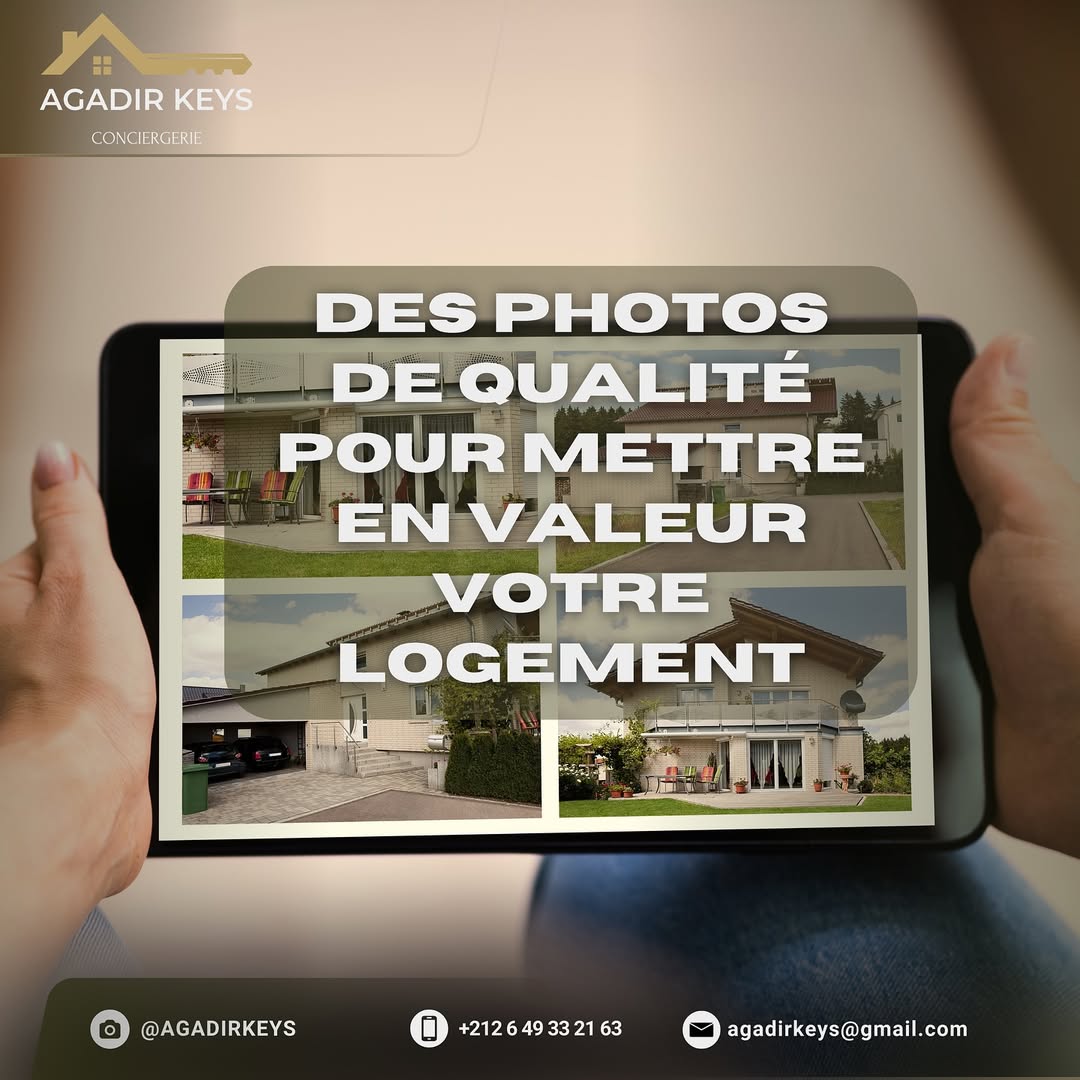 AGADIR KEYS
CONCIERGERIE
DES PHOTOS
DE QUALITÉ
POUR METTRE
EN VALEUR
VOTRE
LOGEMENT
@AGADIRKEYS
+212 6 49 33 21 63
agadirkeys@gmail.com